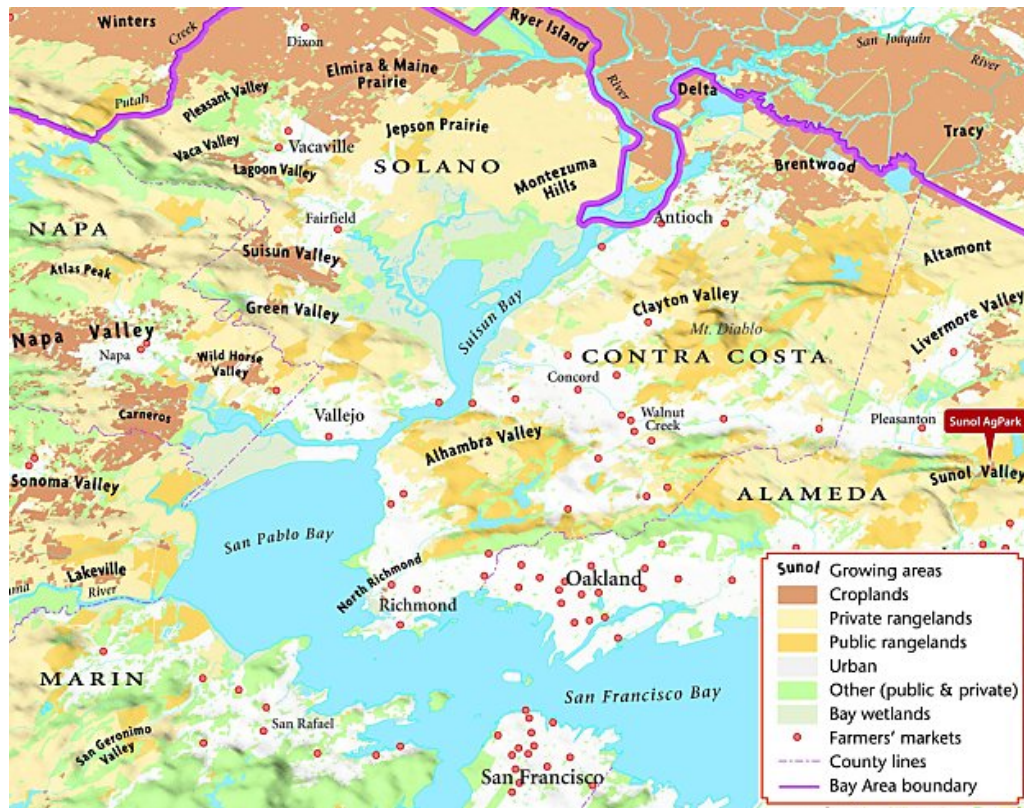 Winters
Creek
Dixon
Ryer Island
San Joaquin
River
Elmira & Maine
Prairie
River
Putah
Pleasant Valley
Delta
Jepson Prairie
Tracy
Vaca Valley
Vacaville
Lagoon Valley
SOLANO
Montezuma
Hills
Brentwood
Fairfield
Antioch
NAPA
Suisun Valley
Altamont
Atlas Peak
Green Valley
Suisun Bay
Clayton Valley
Livermore Valley
Mt. Diablo
Napa Valley
Napa
Wild Horse
Valley
CONTRA COSTA
Concord
Carneros
Vallejo
Walnut
Creek
Pleasanton
Sunol AgPark
Alhambra Valley
Sunol Valley
Sonoma Valley
ALAMEDA
San Pablo Bay
Lakeville
River
North Richmond
Richmond
Oakland
MARIN
San Francisco Bay
San Rafael
San Geronimo
Valley
San Francisco
Sunol Growing areas
Croplands
Private rangelands
Public rangelands
Urban
Other (public & private)
Bay wetlands
Farmers' markets
County lines
Bay Area boundary